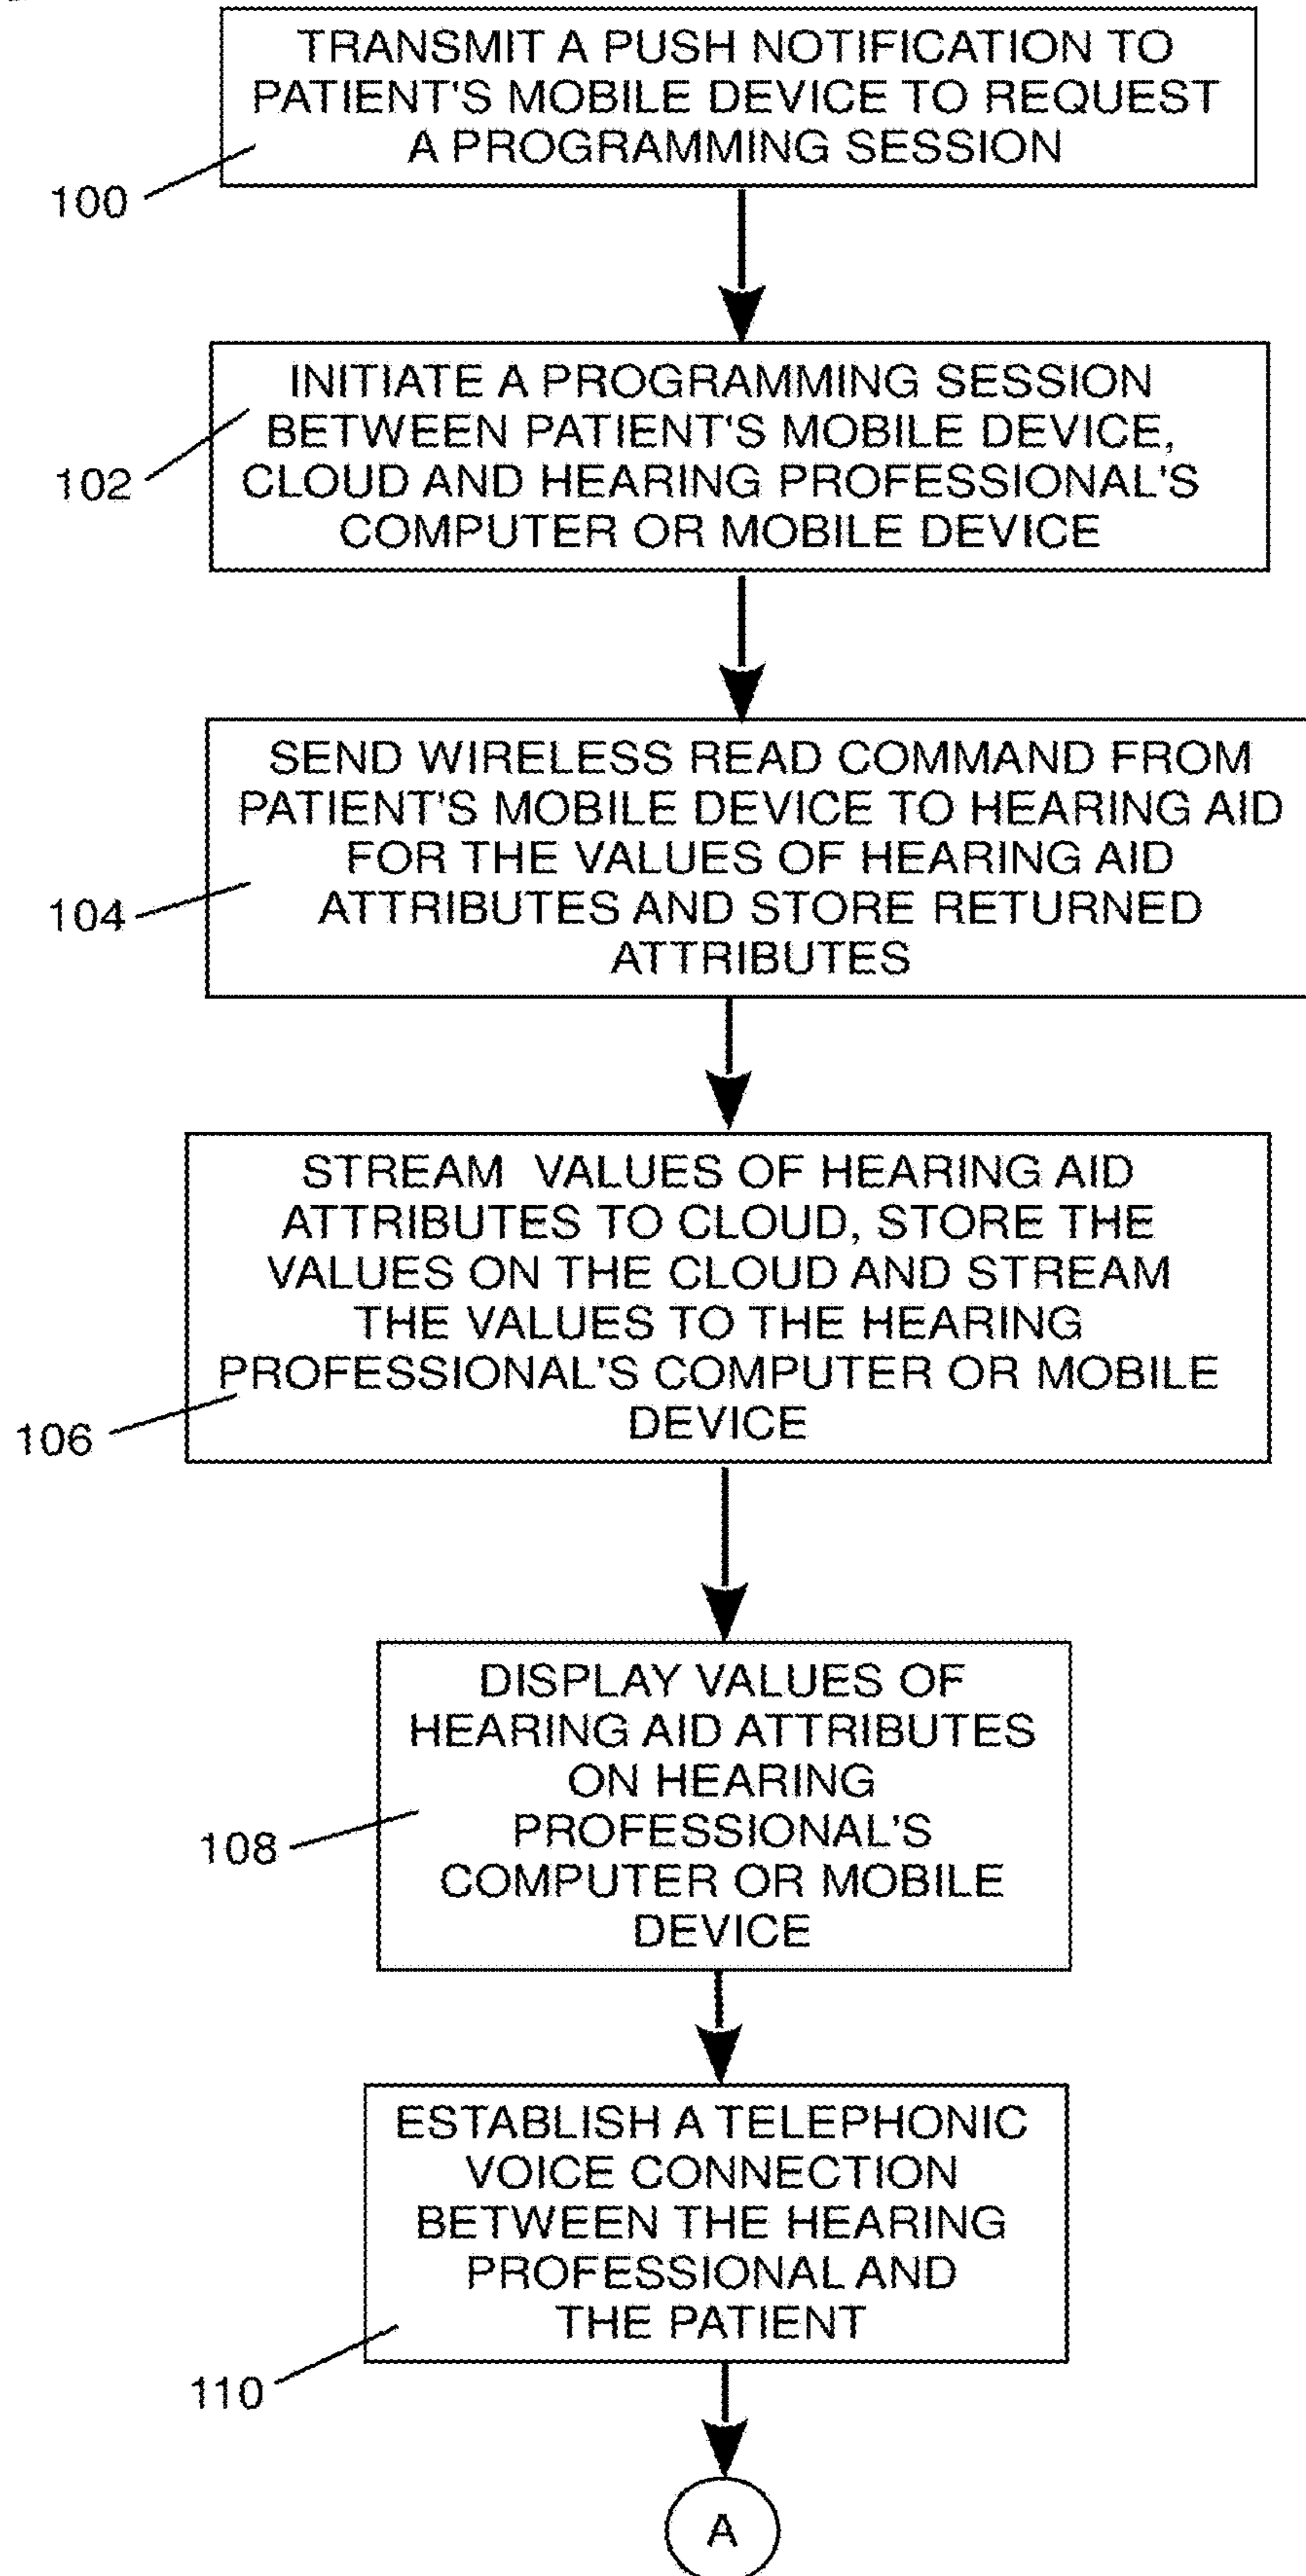 TRANSMIT A PUSH NOTIFICATION TO
PATIENT'S MOBILE DEVICE TO REQUEST
A PROGRAMMING SESSION
100
INITIATE A PROGRAMMING SESSION
BETWEEN PATIENT'S MOBILE DEVICE,
CLOUD AND HEARING PROFESSIONAL'S
COMPUTER OR MOBILE DEVICE
102
SEND WIRELESS READ COMMAND FROM
PATIENT'S MOBILE DEVICE TO HEARING AID
FOR THE VALUES OF HEARING AID
ATTRIBUTES AND STORE RETURNED
ATTRIBUTES
104
STREAM VALUES OF HEARING AID
ATTRIBUTES TO CLOUD, STORE THE
VALUES ON THE CLOUD AND STREAM
THE VALUES TO THE HEARING
PROFESSIONAL'S COMPUTER OR MOBILE
DEVICE
106
DISPLAY VALUES OF
HEARING AID ATTRIBUTES
ON HEARING
PROFESSIONAL'S
COMPUTER OR MOBILE
DEVICE
108
ESTABLISH A TELEPHONIC
VOICE CONNECTION
BETWEEN THE HEARING
PROFESSIONAL AND
THE PATIENT
110
A